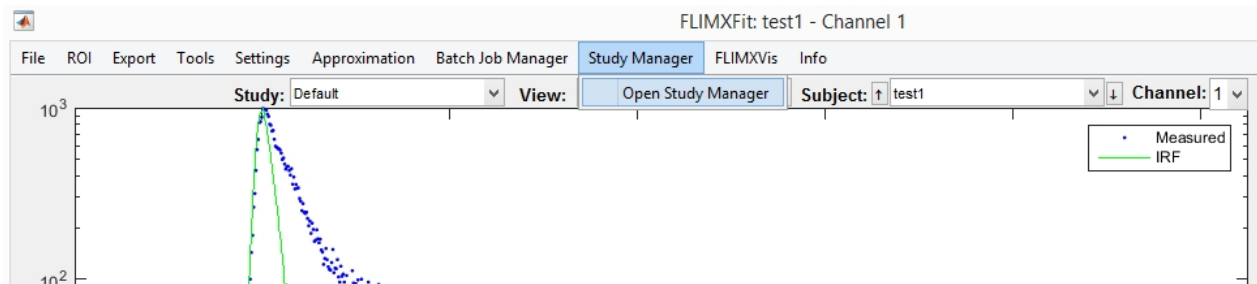 FLIMXFit: test1 - Channel 1
File ROI Export Tools Settings Approximation Batch Job Manager Study Manager FLIMXVis Info
Study: Default View: Open Study Manager Subject: ↑ test1 ↓ Channel: 1
10³
Measured
IRF
10²